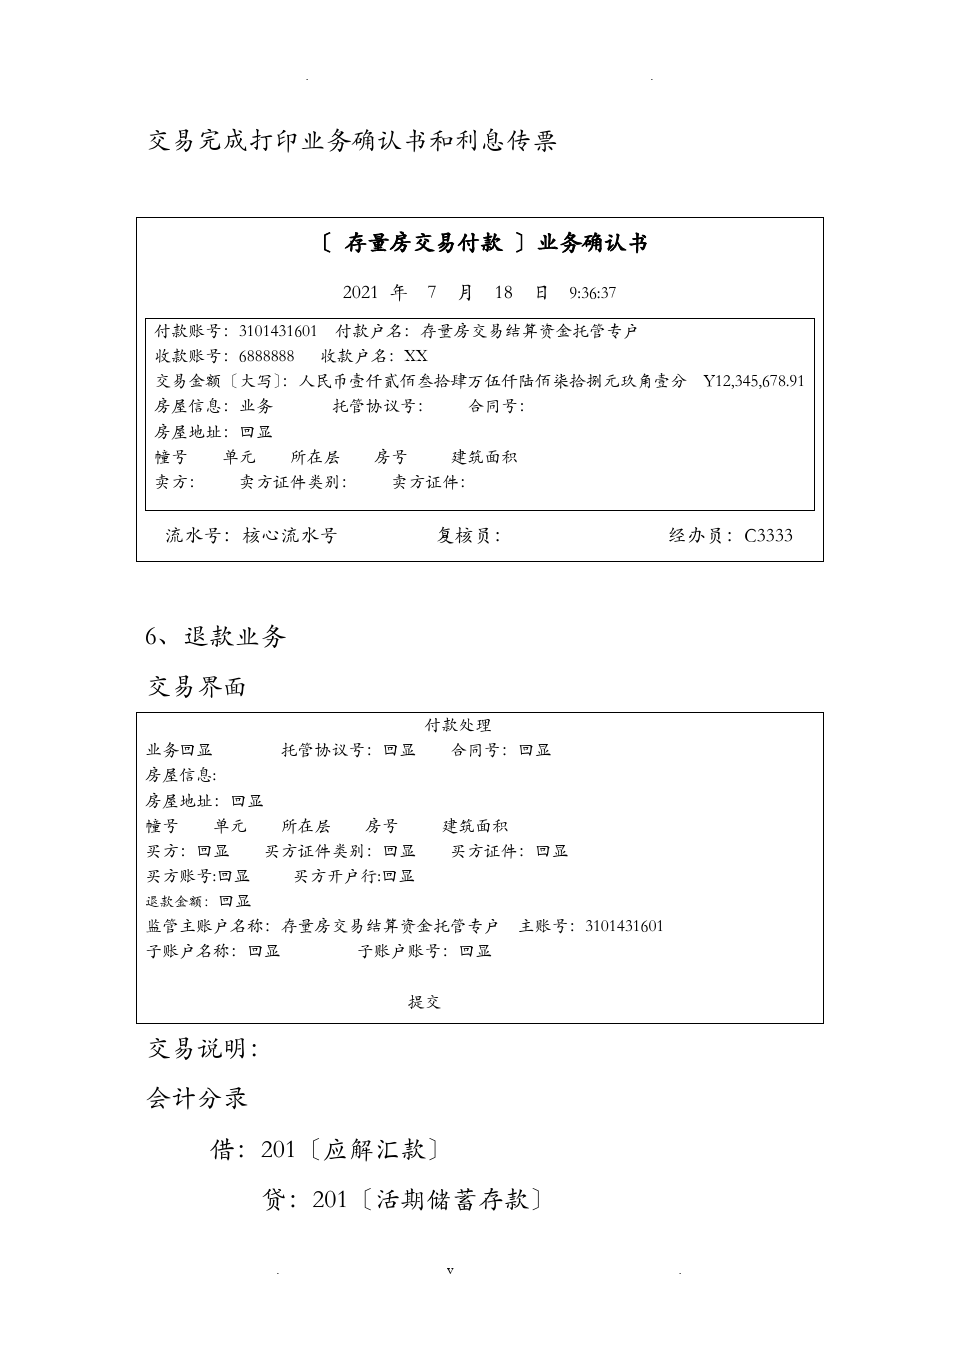 交易完成打印业务确认书和利息传票
〔 存量房交易付款 〕业务确认书
2021 年 7 月 18 日 9:36:37
付款账号：3101431601 付款户名：存量房交易结算资金托管专户
收款账号：6888888 收款户名：XX
交易金额〔大写〕：人民币壹仟贰佰叁拾肆万伍仟陆佰柒拾捌元玖角壹分 Y12,345,678.91
房屋信息：业务 托管协议号： 合同号：
房屋地址：回显
幢号 单元 所在层 房号 建筑面积
卖方： 卖方证件类别： 卖方证件：
流水号：核心流水号 复核员： 经办员：C3333
6、退款业务
交易界面
付款处理
业务回显 托管协议号：回显 合同号：回显
房屋信息:
房屋地址：回显
幢号 单元 所在层 房号 建筑面积
买方：回显 买方证件类别：回显 买方证件：回显
买方账号:回显 买方开户行:回显
退款金额：回显
监管主账户名称：存量房交易结算资金托管专户 主账号：3101431601
子账户名称：回显 子账户账号：回显
提交
交易说明：
会计分录
借：201〔应解汇款〕
贷：201〔活期储蓄存款〕
. v .